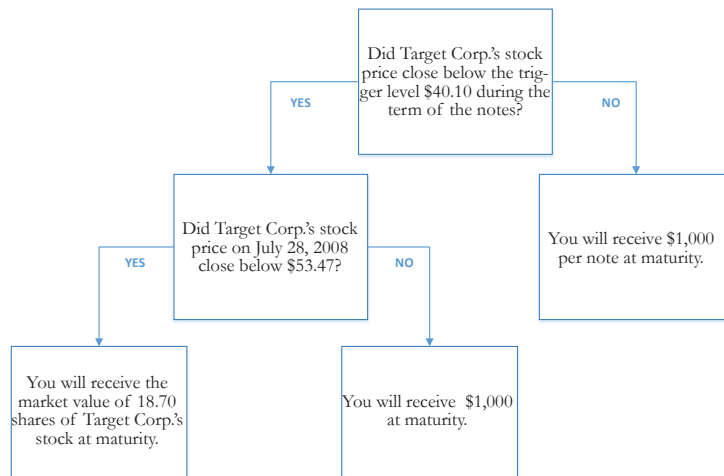 Did Target Corp.'s stock
price close below the trig-
ger level $40.10 during the
term of the notes?
YES
NO
Did Target Corp.'s stock
price on July 28, 2008
close below $53.47?
You will receive $1,000
per note at maturity.
YES
NO
You will receive the
market value of 18.70
shares of Target Corp.'s
stock at maturity.
You will receive $1,000
at maturity.